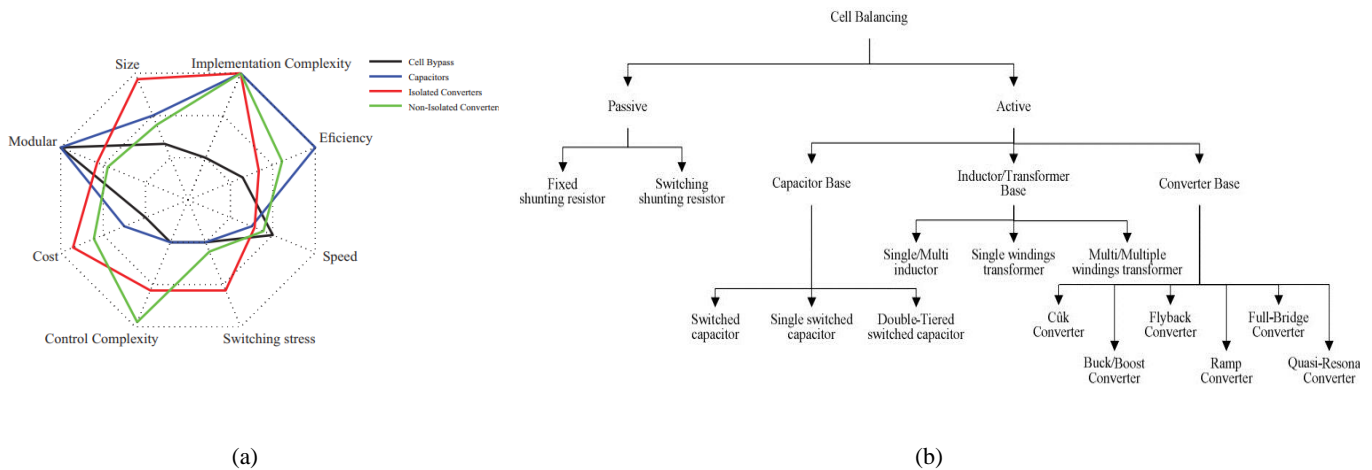 Size
Implementation Complexity
Modular
Eficiency
Cost
Speed
Control Complexity
Switching stress
Cell Bypass
Capacitors
Isolated Converters
Non-Isolated Converters
(a)
Cell Balancing
Passive
Active
Fixed
shunting resistor
Switching
shunting resistor
Capacitor Base
Inductor/Transformer
Base
Converter Base
Single/Multi
inductor
Single windings
transformer
Multi/Multiple
windings transformer
Switched
capacitor
Single switched
capacitor
Double-Tiered
switched capacitor
Cûk
Converter
Flyback
Converter
Full-Bridge
Converter
Buck/Boost
Converter
Ramp
Converter
Quasi-Resona
Converter
(b)